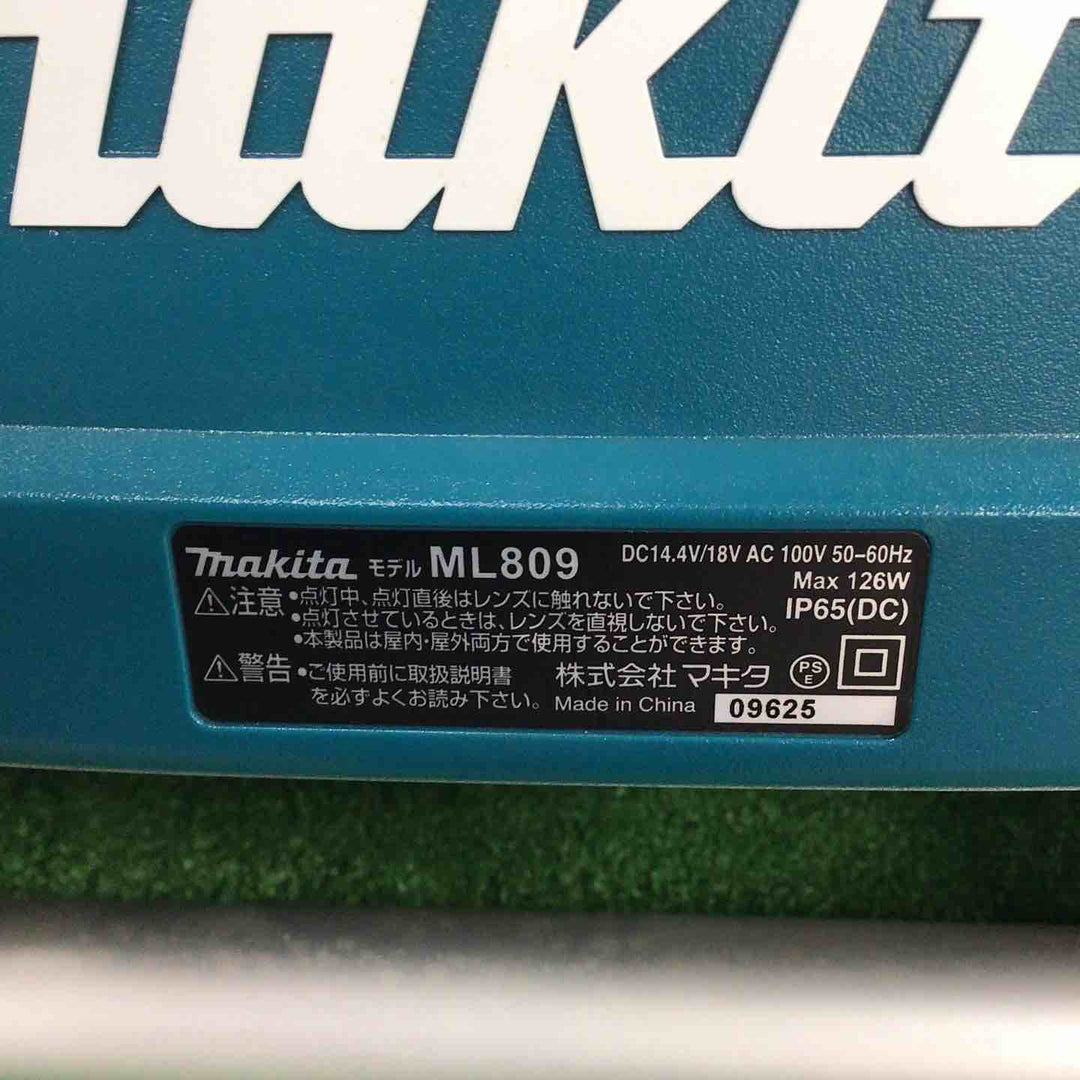 makita
makita モデル ML809 DC14.4V/18V AC 100V 50-60Hz
Max 126W
⚠注意 •点灯中、点灯直後はレンズに触れないで下さい。 IP65(DC)
•点灯させているときは、レンズを直視しないで下さい。
•本製品は屋内・屋外両方で使用することができます。
⚠警告 •ご使用前に取扱説明書 株式会社 マキタ PSE
を必ずよくお読み下さい。 Made in China 09625